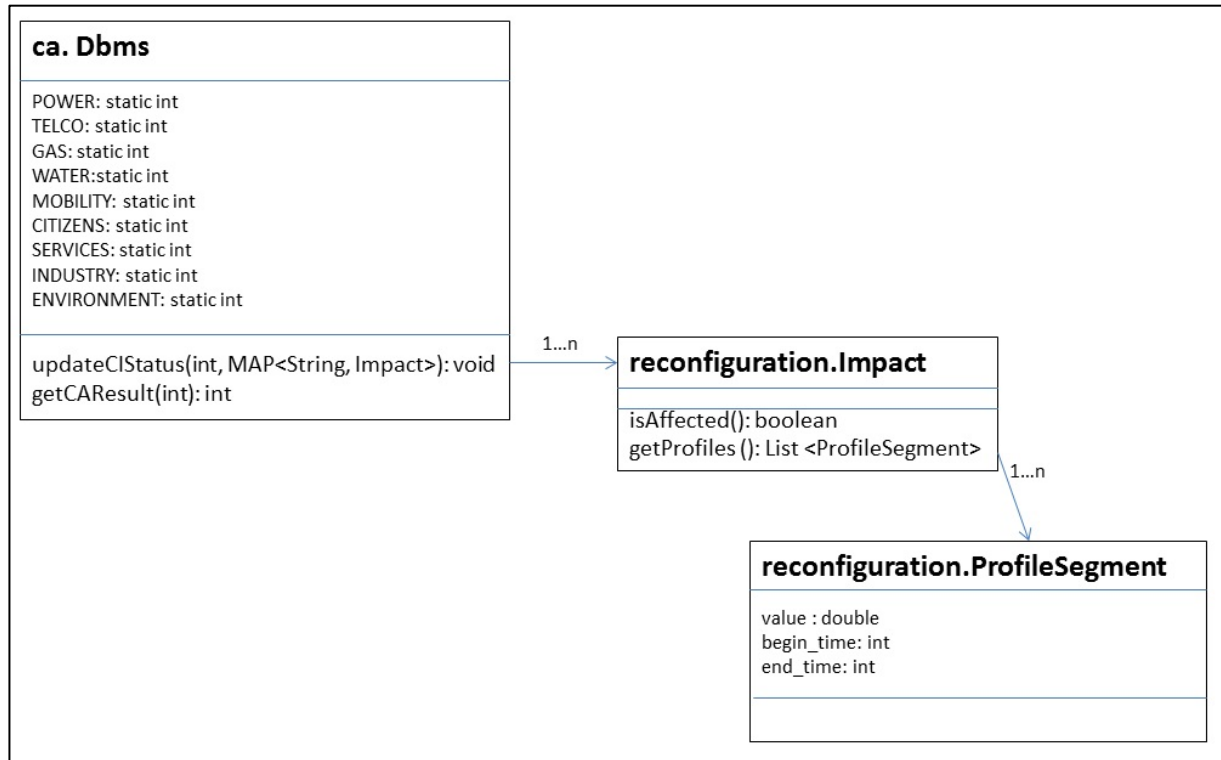 ca. Dbms
POWER: static int
TELCO: static int
GAS: static int
WATER:static int
MOBILITY: static int
CITIZENS: static int
SERVICES: static int
INDUSTRY: static int
ENVIRONMENT: static int
updateCIStatus(int, MAP<String, Impact>): void
getCAResult(int): int
1...n
reconfiguration.Impact
isAffected(): boolean
getProfiles (): List <ProfileSegment>
1...n
reconfiguration.ProfileSegment
value : double
begin_time: int
end_time: int